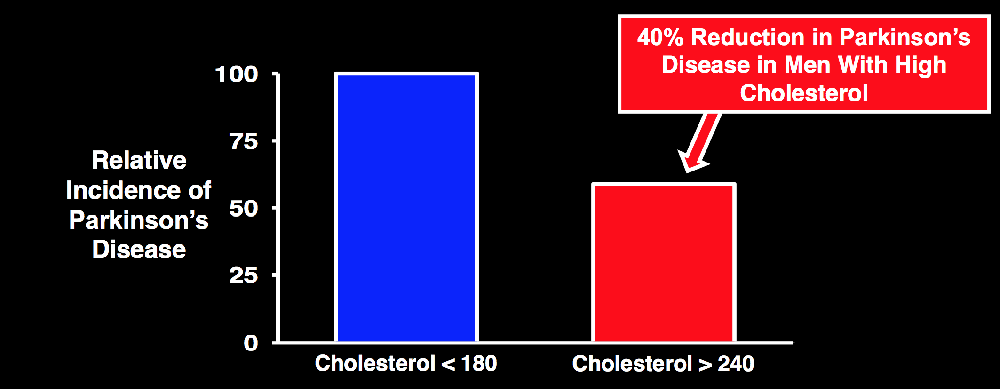 40% Reduction in Parkinson’s
Disease in Men With High
Cholesterol
100
75
50
25
0
Relative
Incidence of
Parkinson’s
Disease
Cholesterol < 180
Cholesterol > 240